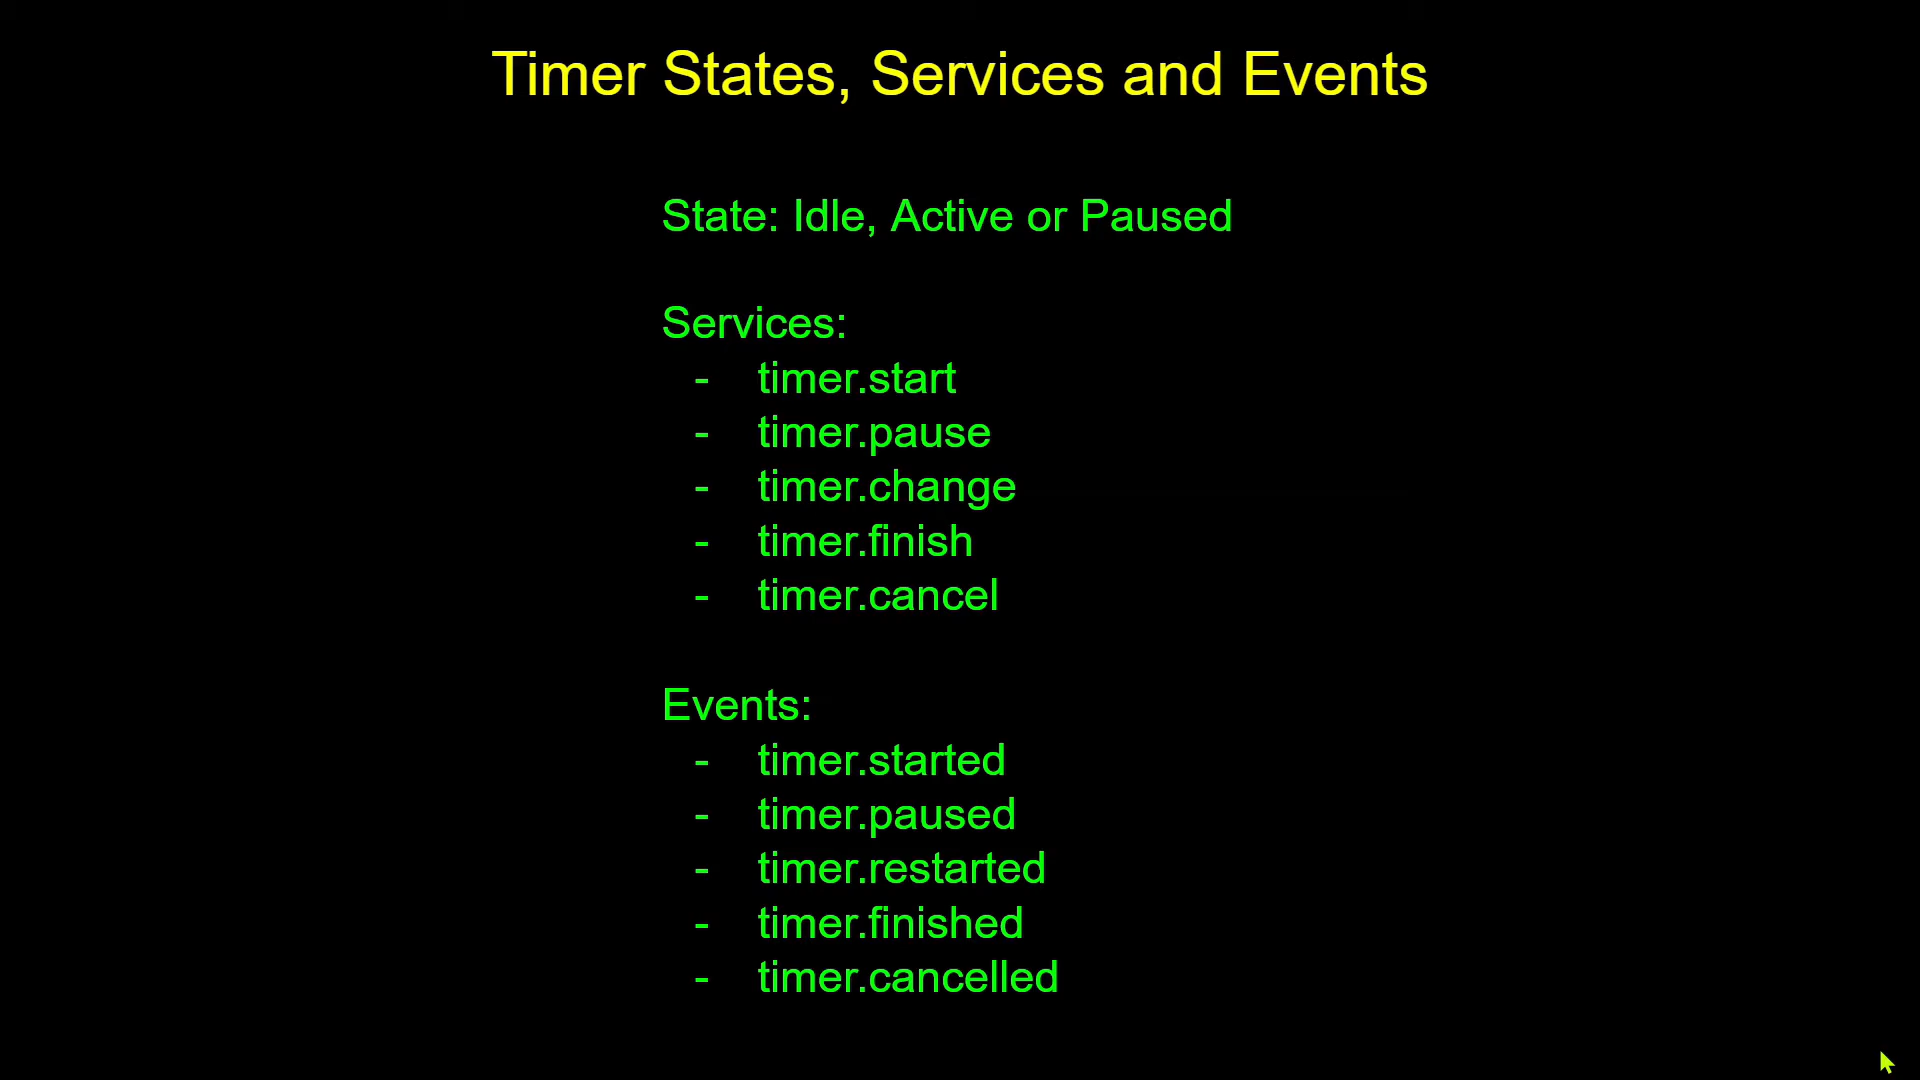 Timer States, Services and Events
State: Idle, Active or Paused
Services:
- timer.start
- timer.pause
- timer.change
- timer.finish
- timer.cancel
Events:
- timer.started
- timer.paused
- timer.restarted
- timer.finished
- timer.cancelled